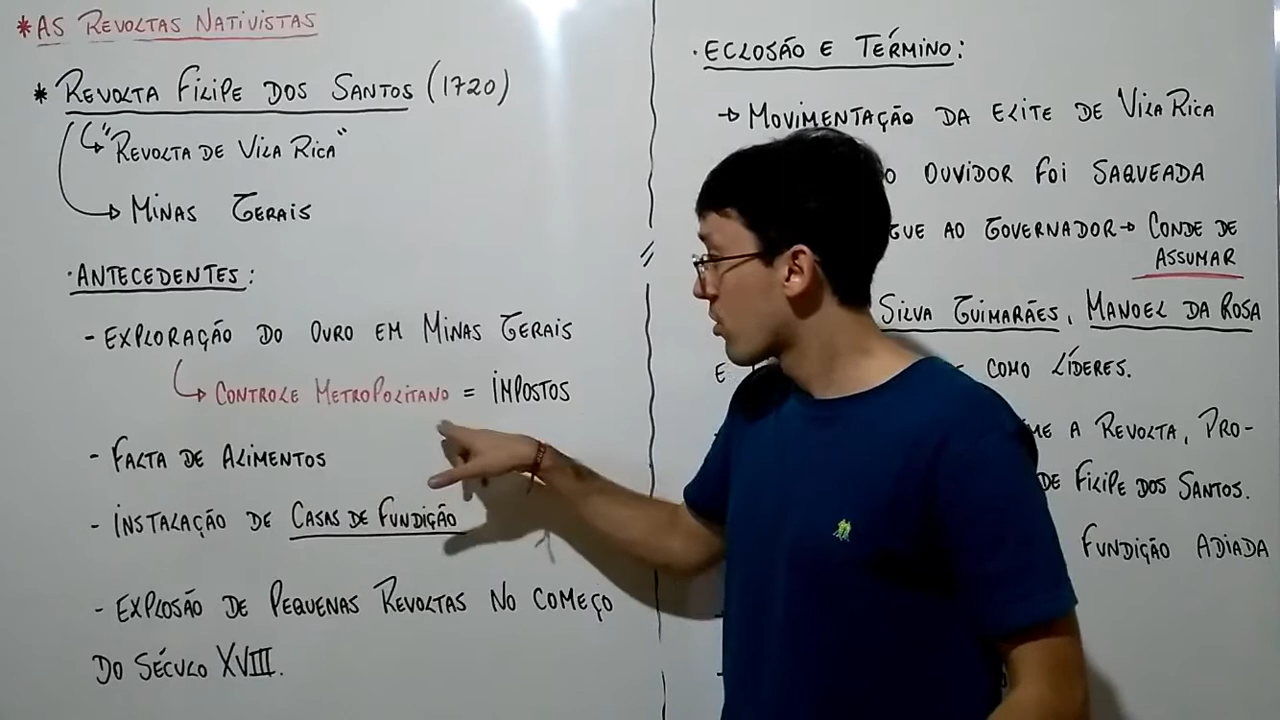 *AS REVOLTAS NATIVISTAS
* REVOLTA FILIPE DOS SANTOS (1720)
↳ "REVOLTA DE VILA RICA"
→ MINAS GERAIS
· ANTECEDENTES:
- EXPLORAÇÃO DO OURO EM MINAS GERAIS
↳ CONTROLE METROPOLITANO = IMPOSTOS
- FALTA DE ALIMENTOS
- INSTALAÇÃO DE CASAS DE FUNDIÇÃO
- EXPLOSÃO DE PEQUENAS REVOLTAS NO COMEÇO
DO SÉCULO XVIII.
· ECLOSÃO E TÉRMINO:
→ MOVIMENTAÇÃO DA ELITE DE VILA RICA
OUVIDOR FOI SAQUEADA
AO GOVERNADOR → CONDE DE
ASSUMAR
SILVA GUIMARÃES, MANOEL DA ROSA
E COMO LÍDERES.
A REVOLTA, PRO-
DE FILIPE DOS SANTOS.
FUNDIÇÃO ADIADA